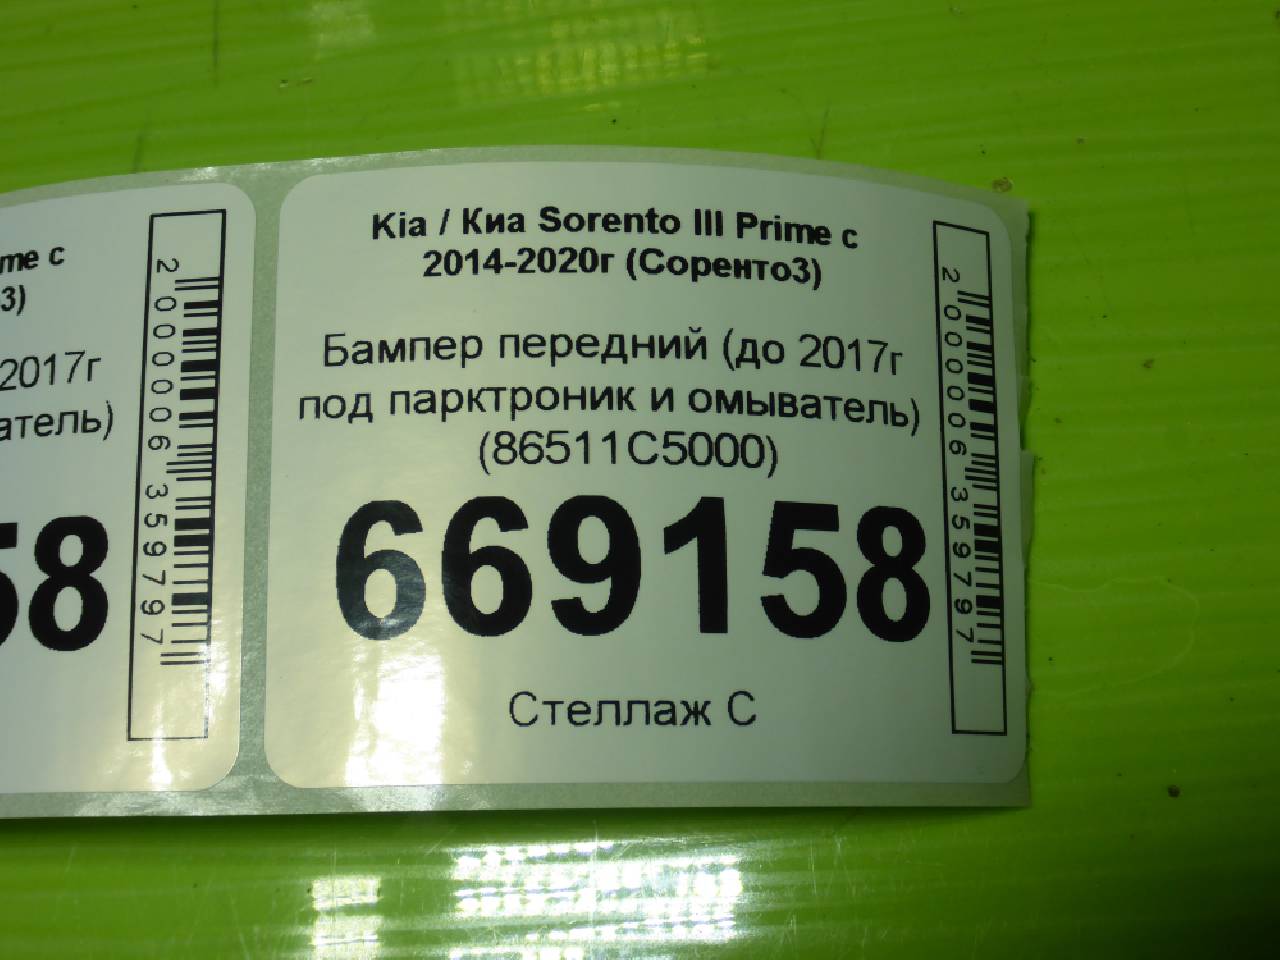 me с
3)
2017г
атель)
58
2000006359797
Kia / Киа Sorento III Prime с
2014-2020г (Соренто3)
Бампер передний (до 2017г
под парктроник и омыватель)
(86511C5000)
669158
Стеллаж С
2000006359797